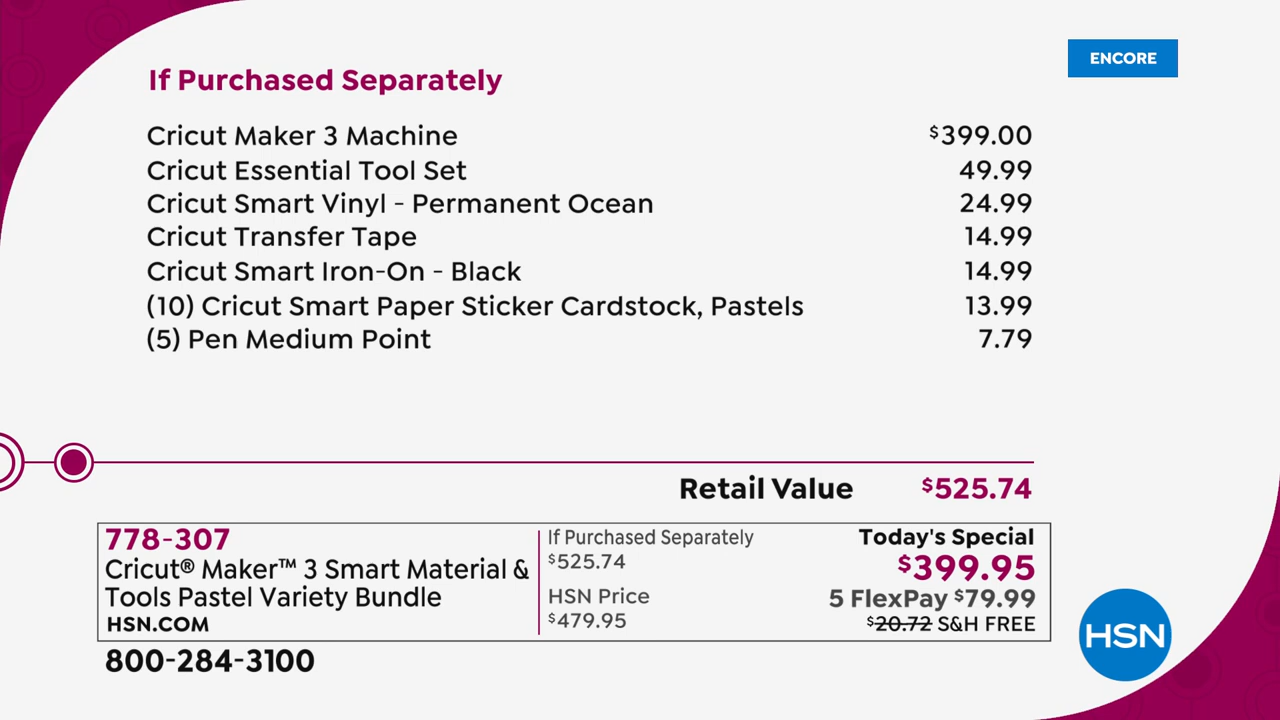 ENCORE
If Purchased Separately
Cricut Maker 3 Machine $399.00
Cricut Essential Tool Set 49.99
Cricut Smart Vinyl - Permanent Ocean 24.99
Cricut Transfer Tape 14.99
Cricut Smart Iron-On - Black 14.99
(10) Cricut Smart Paper Sticker Cardstock, Pastels 13.99
(5) Pen Medium Point 7.79
Retail Value $525.74
778-307
Cricut® Maker™ 3 Smart Material &
Tools Pastel Variety Bundle
HSN.COM
If Purchased Separately
$525.74
HSN Price
$479.95
Today's Special
$399.95
5 FlexPay $79.99
$20.72 S&H FREE
800-284-3100
HSN